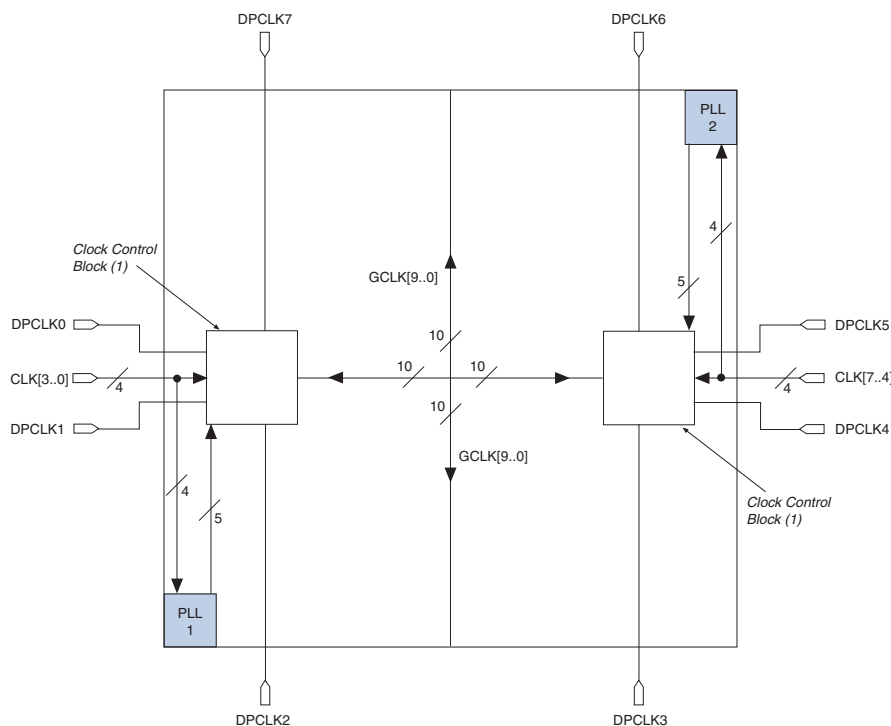 DPCLK7
DPCLK6
PLL
2
4
Clock Control
Block (1)
GCLK[9..0]
5
DPCLK0
DPCLK5
10
CLK[3..0]
4
10
10
4
CLK[7..4]
DPCLK1
10
DPCLK4
GCLK[9..0]
4
5
Clock Control
Block (1)
PLL
1
DPCLK2
DPCLK3